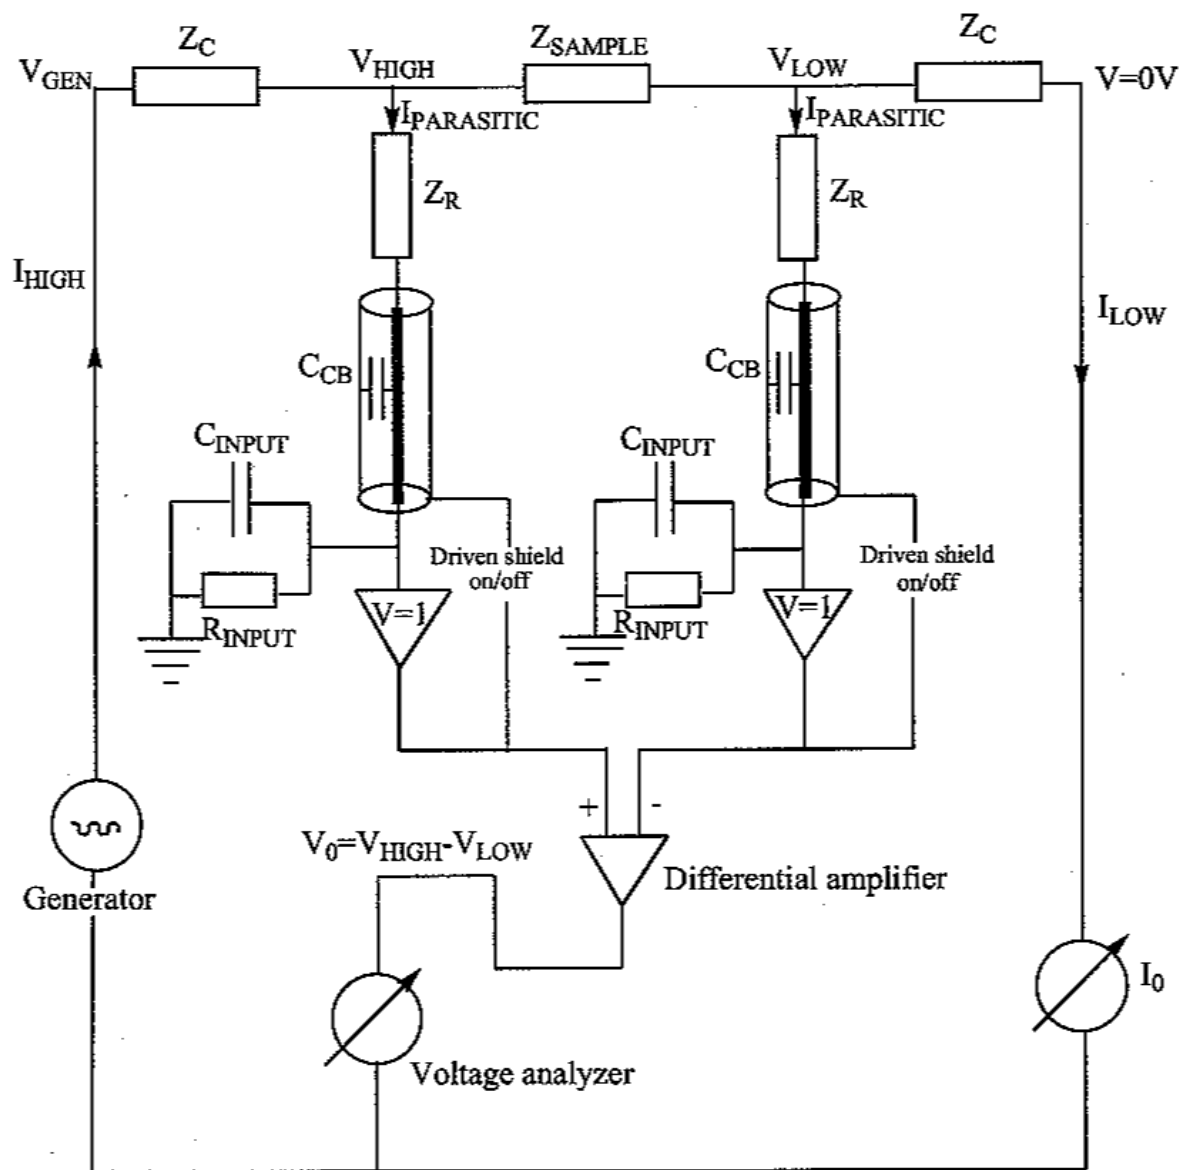 Z_C
Z_SAMPLE
Z_C
V_GEN
V_HIGH
V_LOW
V=0V
I_PARASITIC
I_PARASITIC
Z_R
Z_R
I_HIGH
I_LOW
C_CB
C_CB
C_INPUT
C_INPUT
Driven shield
on/off
Driven shield
on/off
V=1
V=1
R_INPUT
R_INPUT
+
-
V_0=V_HIGH-V_LOW
Differential amplifier
Generator
I_0
Voltage analyzer